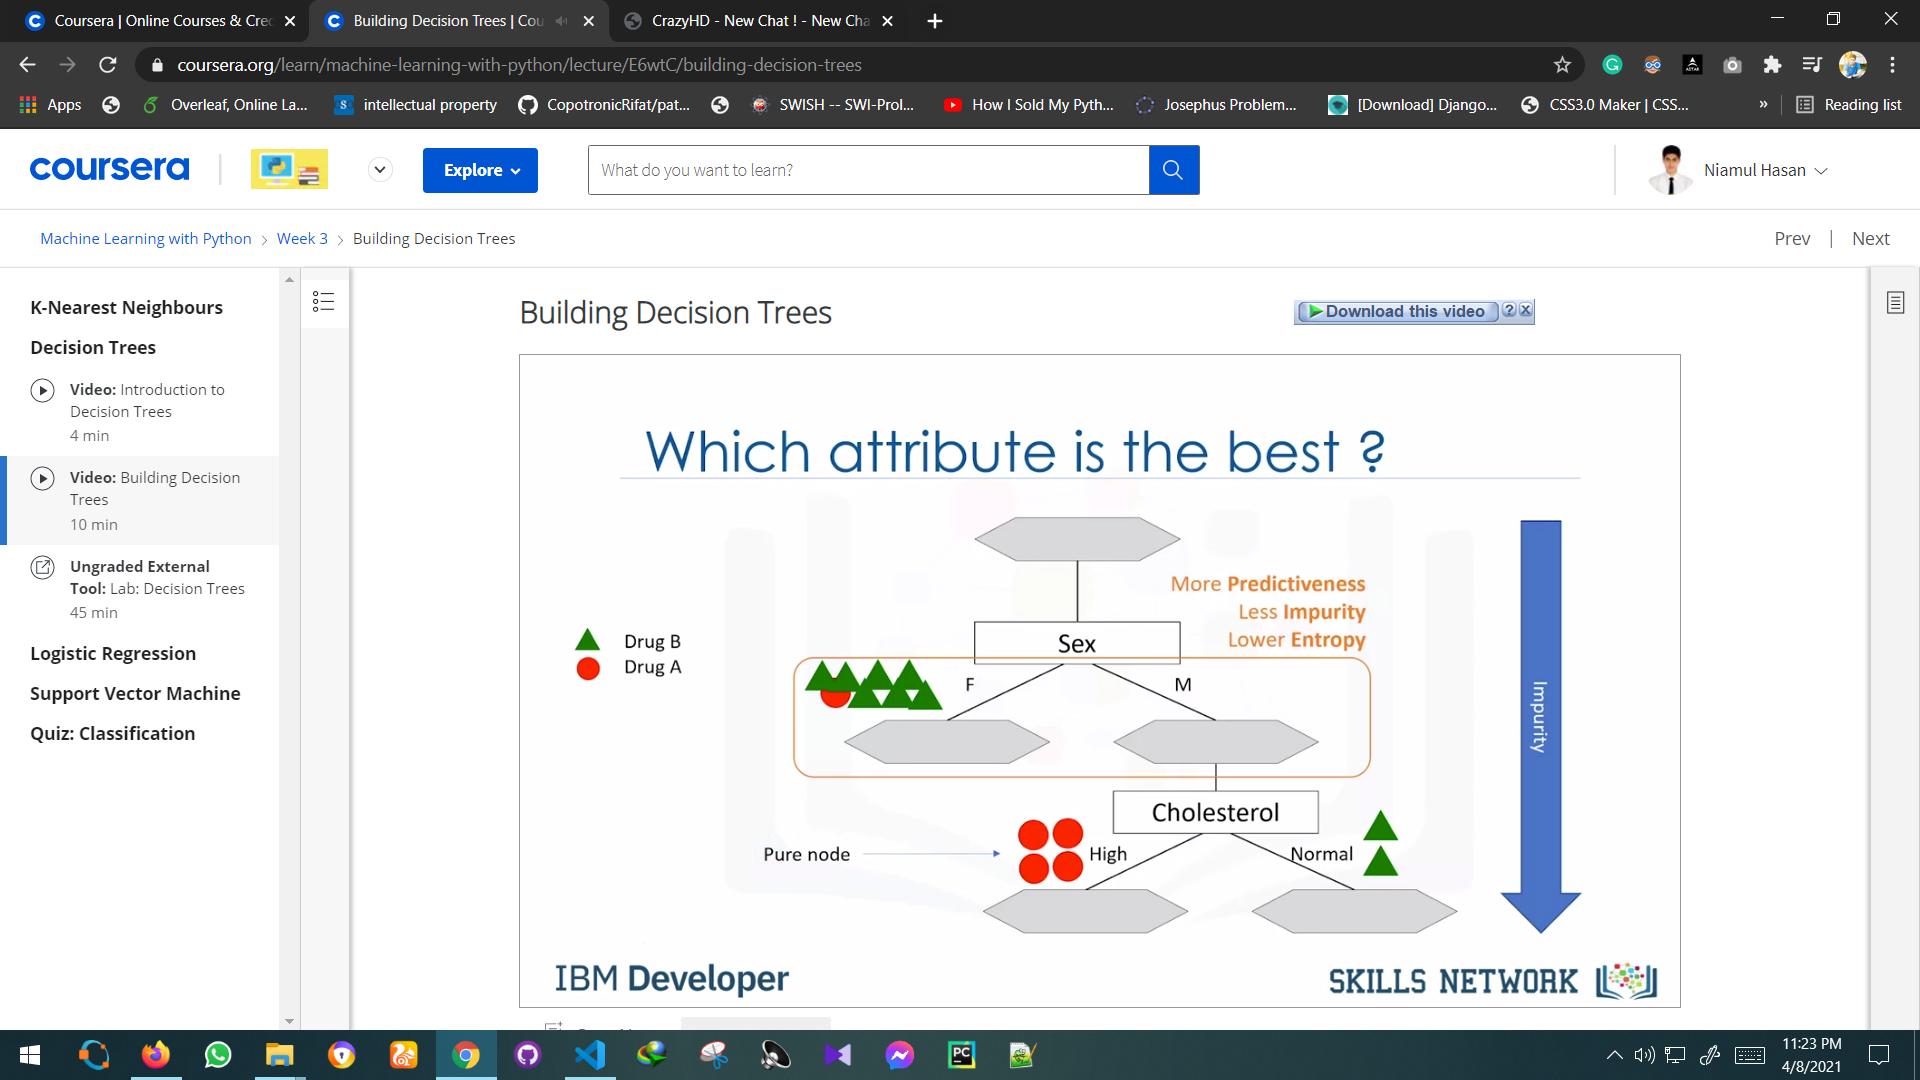 Coursera | Online Courses & Cred
Building Decision Trees | Cou
CrazyHD - New Chat ! - New Cha
coursera.org/learn/machine-learning-with-python/lecture/E6wtC/building-decision-trees
Apps
Overleaf, Online La...
intellectual property
CopotronicRifat/pat...
SWISH -- SWI-Prol...
How I Sold My Pyth...
Josephus Problem...
[Download] Django...
CSS3.0 Maker | CSS...
»
Reading list
coursera
Explore
What do you want to learn?
Niamul Hasan
Machine Learning with Python > Week 3 > Building Decision Trees
Prev | Next
K-Nearest Neighbours
Decision Trees
Video: Introduction to
Decision Trees
4 min
Video: Building Decision
Trees
10 min
Ungraded External
Tool: Lab: Decision Trees
45 min
Logistic Regression
Support Vector Machine
Quiz: Classification
Building Decision Trees
Download this video
Which attribute is the best ?
More Predictiveness
Less Impurity
Lower Entropy
Drug B
Drug A
Sex
F
M
Impurity
Cholesterol
Pure node
High
Normal
IBM Developer
SKILLS NETWORK
11:23 PM
4/8/2021